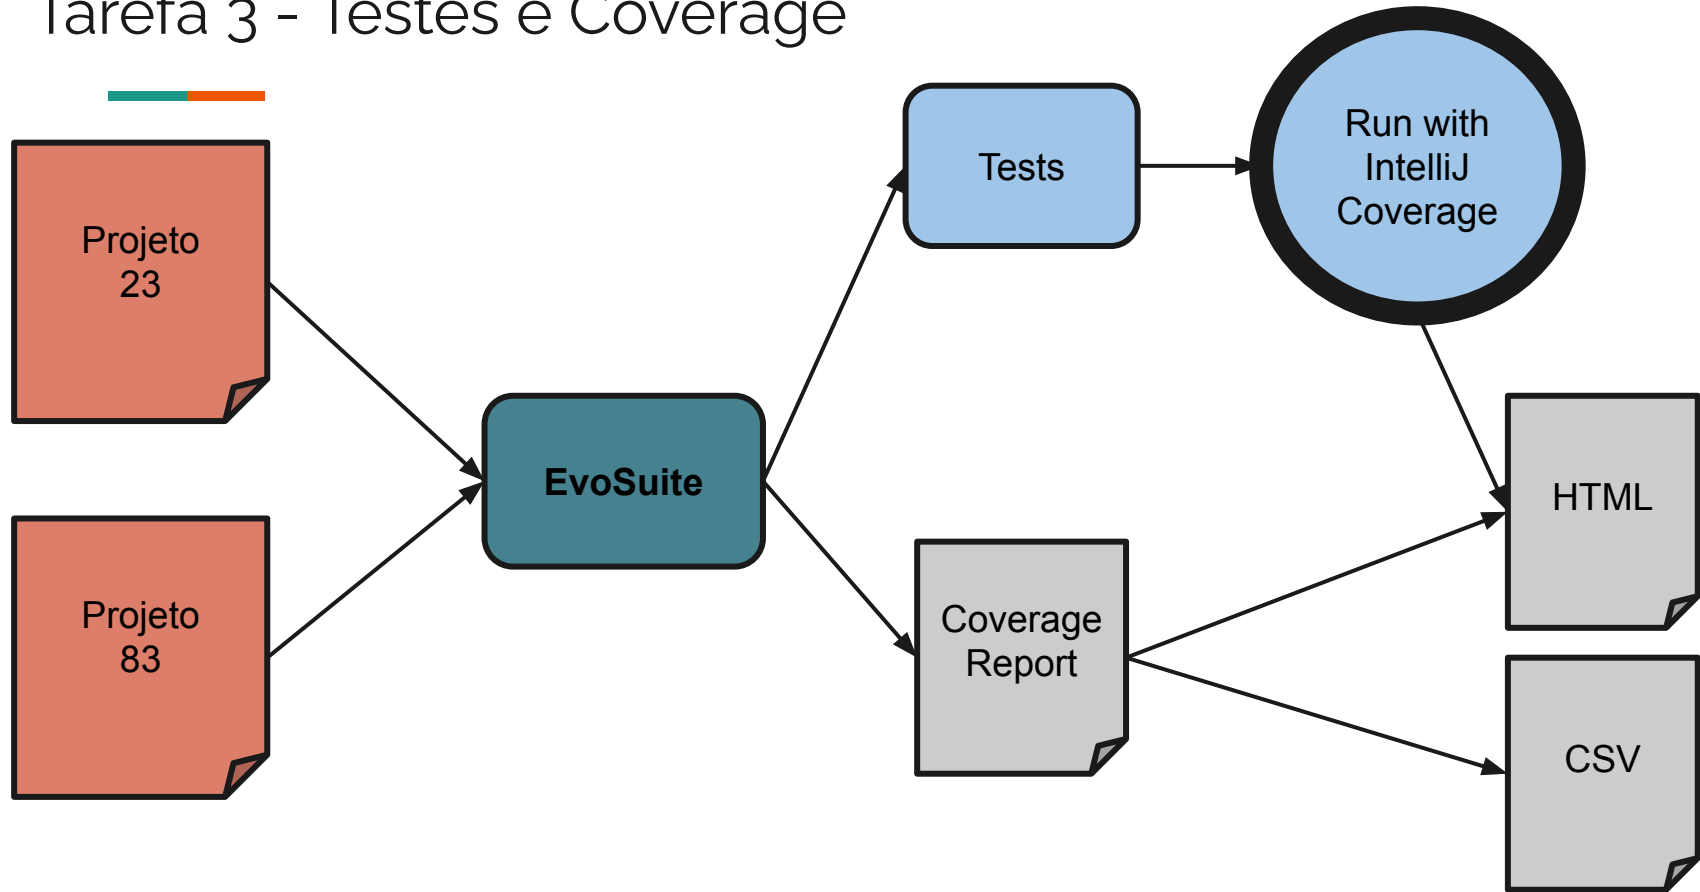 Tarefa 3 - Testes e Coverage
Projeto
23
Projeto
83
EvoSuite
Tests
Run with
IntelliJ
Coverage
Coverage
Report
HTML
CSV